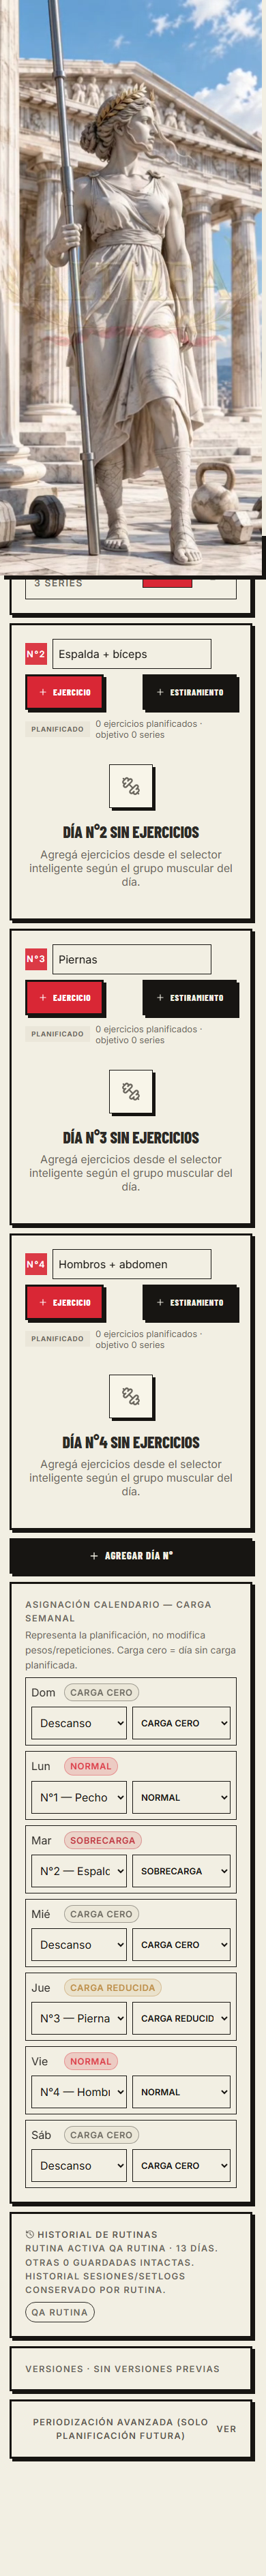 3 SERIES
N°2
Espalda + bíceps
+ EJERCICIO
+ ESTIRAMIENTO
PLANIFICADO
0 ejercicios planificados ·
objetivo 0 series
DÍA N°2 SIN EJERCICIOS
Agregá ejercicios desde el selector
inteligente según el grupo muscular del
día.
N°3
Piernas
+ EJERCICIO
+ ESTIRAMIENTO
PLANIFICADO
0 ejercicios planificados ·
objetivo 0 series
DÍA N°3 SIN EJERCICIOS
Agregá ejercicios desde el selector
inteligente según el grupo muscular del
día.
N°4
Hombros + abdomen
+ EJERCICIO
+ ESTIRAMIENTO
PLANIFICADO
0 ejercicios planificados ·
objetivo 0 series
DÍA N°4 SIN EJERCICIOS
Agregá ejercicios desde el selector
inteligente según el grupo muscular del
día.
+ AGREGAR DÍA N°
ASIGNACIÓN CALENDARIO — CARGA
SEMANAL
Representa la planificación, no modifica
pesos/repeticiones. Carga cero = día sin carga
planificada.
Dom CARGA CERO
Descanso CARGA CERO
Lun NORMAL
N°1 — Pecho NORMAL
Mar SOBRECARGA
N°2 — Espalc SOBRECARGA
Mié CARGA CERO
Descanso CARGA CERO
Jue CARGA REDUCIDA
N°3 — Pierna CARGA REDUCID
Vie NORMAL
N°4 — Hombr NORMAL
Sáb CARGA CERO
Descanso CARGA CERO
HISTORIAL DE RUTINAS
RUTINA ACTIVA QA RUTINA · 13 DÍAS.
OTRAS 0 GUARDADAS INTACTAS.
HISTORIAL SESIONES/SETLOGS
CONSERVADO POR RUTINA.
QA RUTINA
VERSIONES · SIN VERSIONES PREVIAS
PERIODIZACIÓN AVANZADA (SOLO
PLANIFICACIÓN FUTURA)
VER